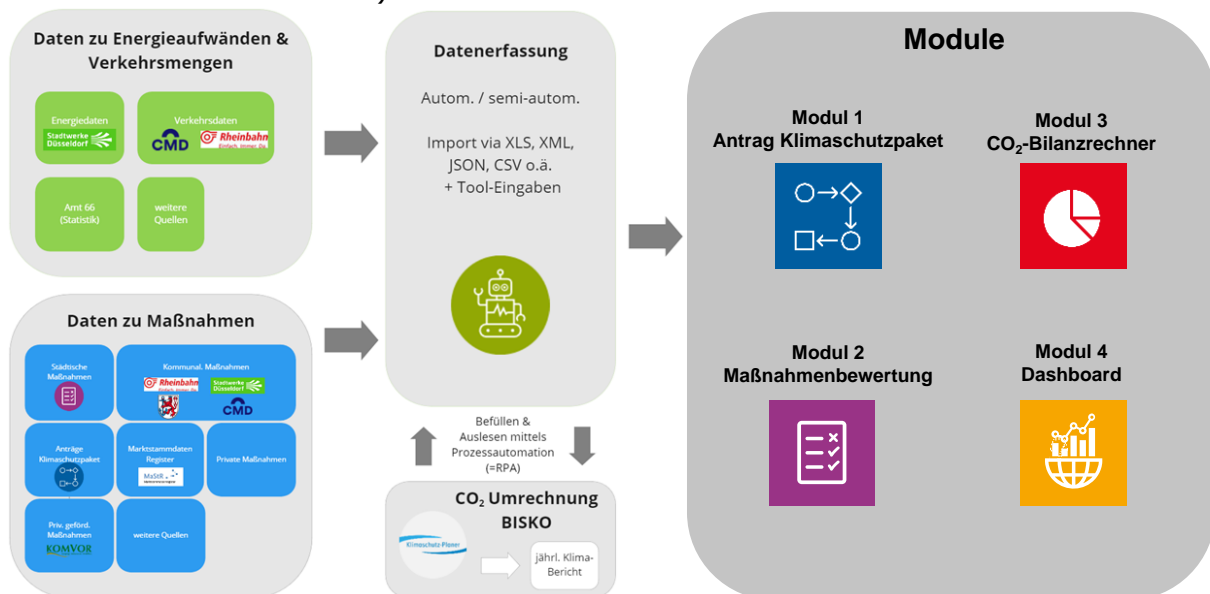 Daten zu Energieaufwänden &
Verkehrsmengen
Energiedaten
Stadtwerke
Düsseldorf
Verkehrsdaten
CMD
Rheinbahn
Einfach. Immer. Da.
Amt 66
(Statistik)
weitere
Quellen
Daten zu Maßnahmen
Städtische
Maßnahmen
Kommunal. Maßnahmen
Rheinbahn
Stadtwerke
Düsseldorf
CMD
Anträge
Klimaschutzpaket
Marktstammdaten
Register
MaStR
Private Maßnahmen
Priv. geförd.
Maßnahmen
KOMVOR
weitere Quellen
Datenerfassung
Autom. / semi-autom.
Import via XLS, XML,
JSON, CSV o.ä.
+ Tool-Eingaben
Befüllen &
Auslesen mittels
Prozessautomation
(=RPA)
CO₂ Umrechnung
BISKO
Klimaschutz-Planer
jährl. Klima-
Bericht
Module
Modul 1
Antrag Klimaschutzpaket
Modul 3
CO₂-Bilanzrechner
Modul 2
Maßnahmenbewertung
Modul 4
Dashboard